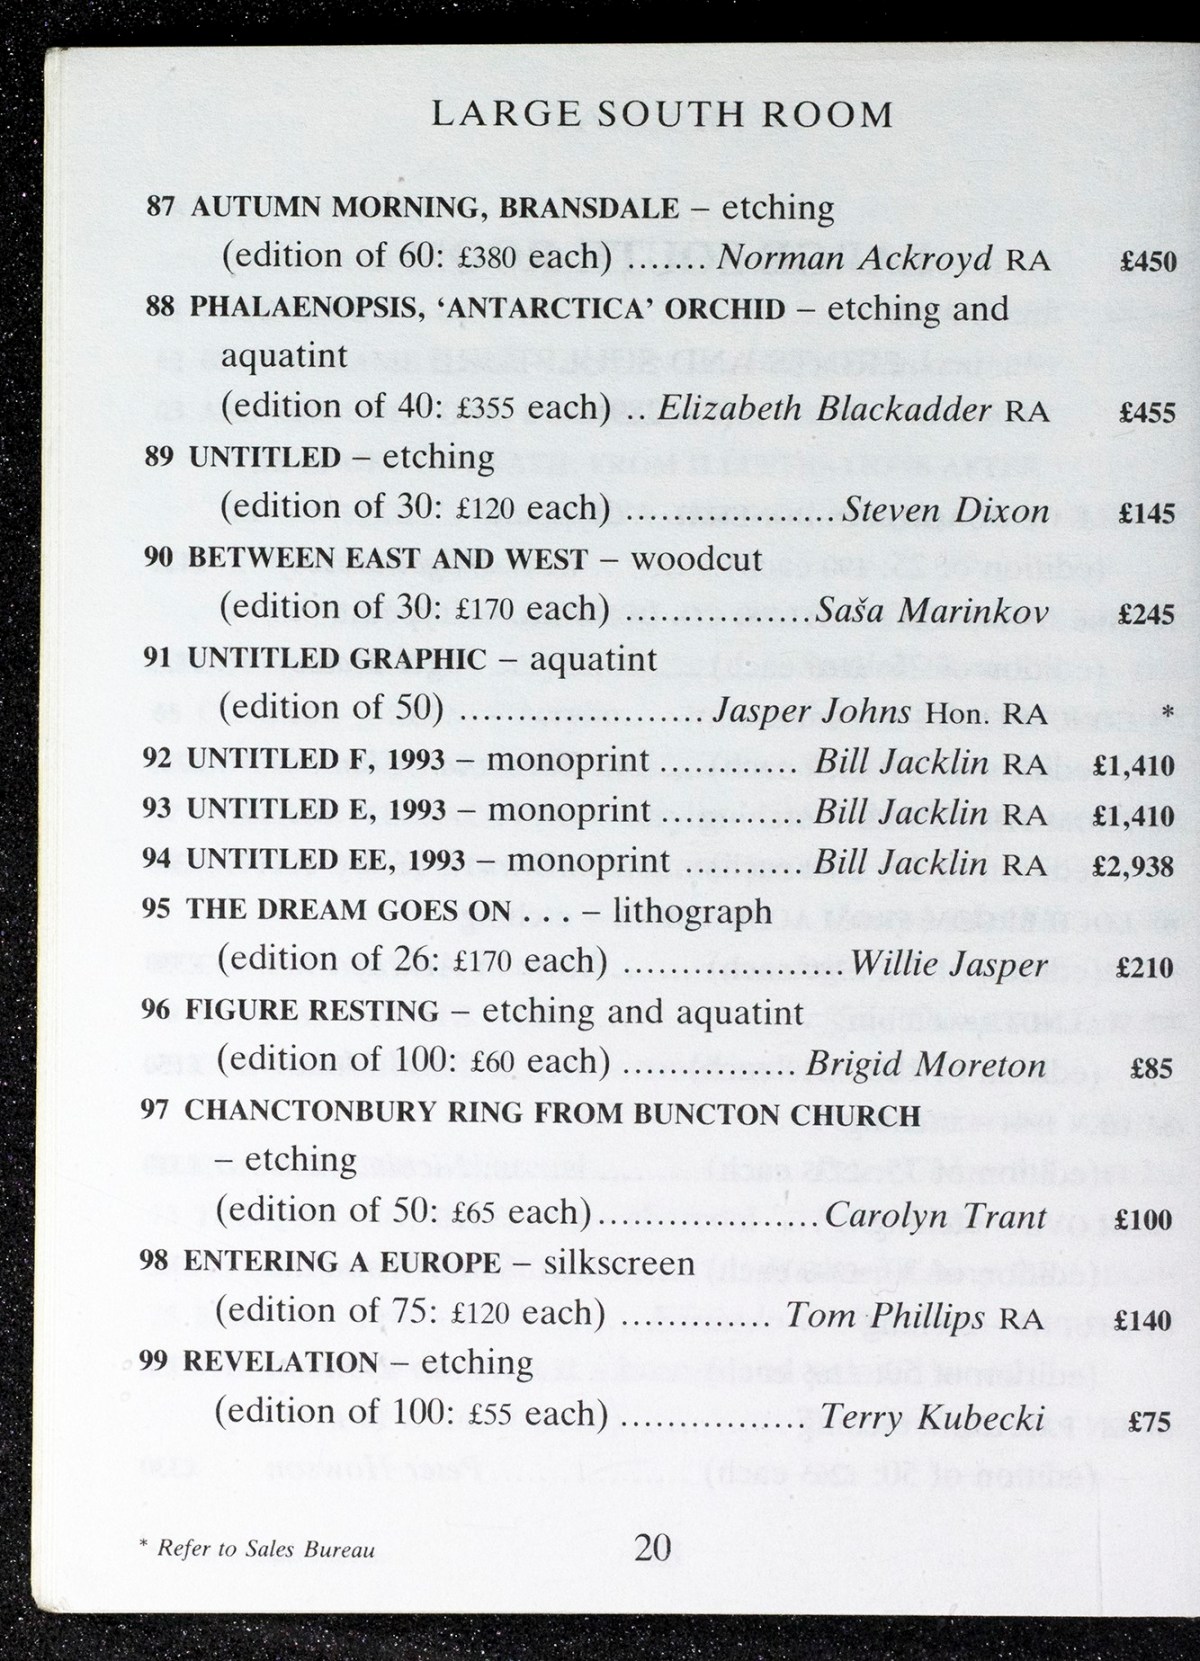 LARGE SOUTH ROOM
87 AUTUMN MORNING, BRANSDALE – etching
(edition of 60: £380 each) ....... Norman Ackroyd RA £450
88 PHALAENOPSIS, ‘ANTARCTICA’ ORCHID – etching and
aquatint
(edition of 40: £355 each) .. Elizabeth Blackadder RA £455
89 UNTITLED – etching
(edition of 30: £120 each) ................Steven Dixon £145
90 BETWEEN EAST AND WEST – woodcut
(edition of 30: £170 each) ..............Saša Marinkov £245
91 UNTITLED GRAPHIC – aquatint
(edition of 50) .................... Jasper Johns Hon. RA *
92 UNTITLED F, 1993 – monoprint ........... Bill Jacklin RA £1,410
93 UNTITLED E, 1993 – monoprint ........... Bill Jacklin RA £1,410
94 UNTITLED EE, 1993 – monoprint .......... Bill Jacklin RA £2,938
95 THE DREAM GOES ON . . . – lithograph
(edition of 26: £170 each) ................. Willie Jasper £210
96 FIGURE RESTING – etching and aquatint
(edition of 100: £60 each) ............. Brigid Moreton £85
97 CHANCTONBURY RING FROM BUNCTON CHURCH
– etching
(edition of 50: £65 each)................. Carolyn Trant £100
98 ENTERING A EUROPE – silkscreen
(edition of 75: £120 each) ............ Tom Phillips RA £140
99 REVELATION – etching
(edition of 100: £55 each) .............. Terry Kubecki £75
* Refer to Sales Bureau 20